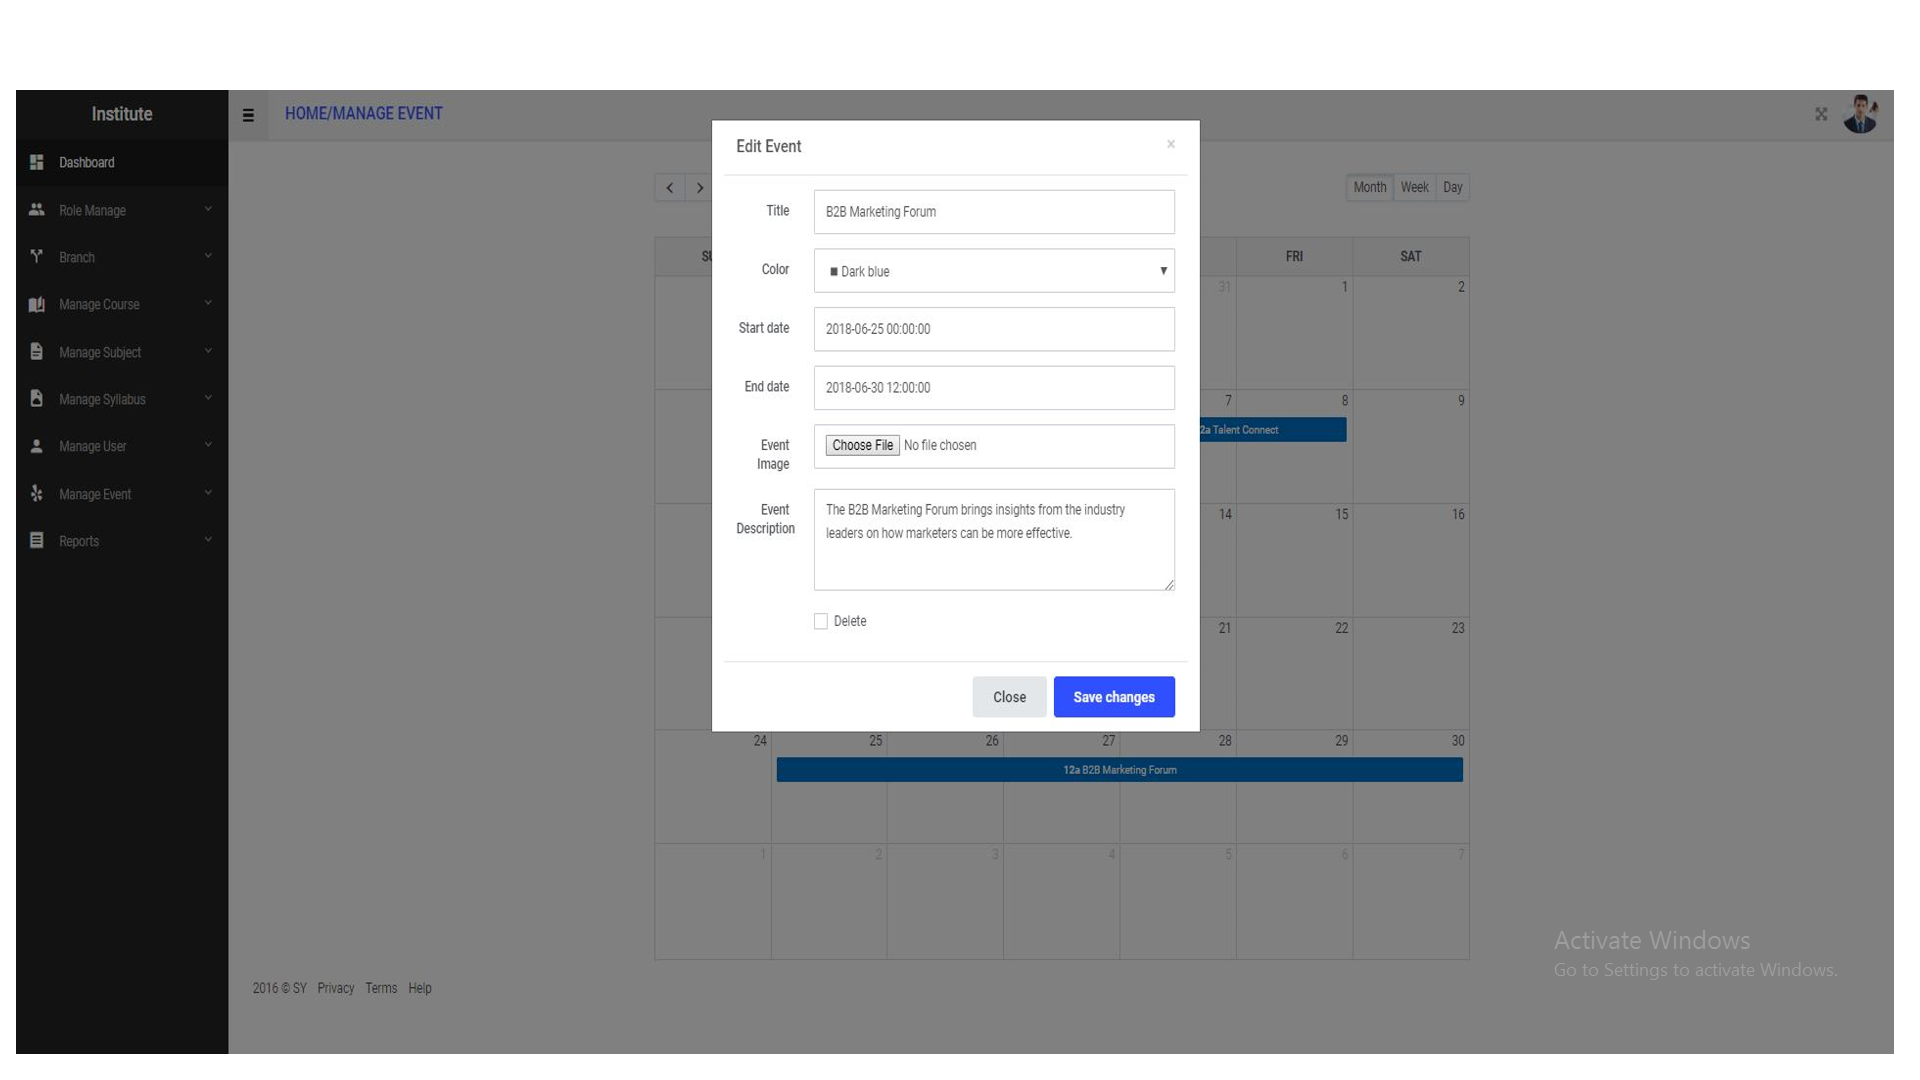 Institute
HOME/MANAGE EVENT
Dashboard
Role Manage
Branch
Manage Course
Manage Subject
Manage Syllabus
Manage User
Manage Event
Reports
Edit Event
×
Title
B2B Marketing Forum
Color
■ Dark blue
Start date
2018-06-25 00:00:00
End date
2018-06-30 12:00:00
Event
Image
Choose File No file chosen
Event
Description
The B2B Marketing Forum brings insights from the industry
leaders on how marketers can be more effective.
Delete
Close
Save changes
Month Week Day
FRI SAT
31 1 2
7 8 9
Talent Connect
14 15 16
21 22 23
24 25 26 27 28 29 30
12a B2B Marketing Forum
1 2 3 4 5 6 7
Activate Windows
Go to Settings to activate Windows.
2016 © SY Privacy Terms Help